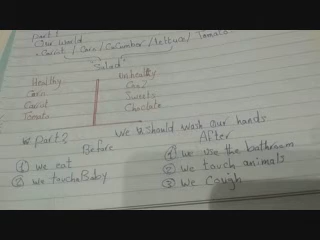 Part 1
Our world
Carrot / Corn / Cucumber / lettuce / Tomato
Salad
Healthy
Corn
Carrot
Tomato
Unhealthy
Sweets
Choclate
* Part 2
We should wash our hands
Before
① we eat
② we touch a Baby
After
① we use the bathroom
② we touch animals
③ we cough